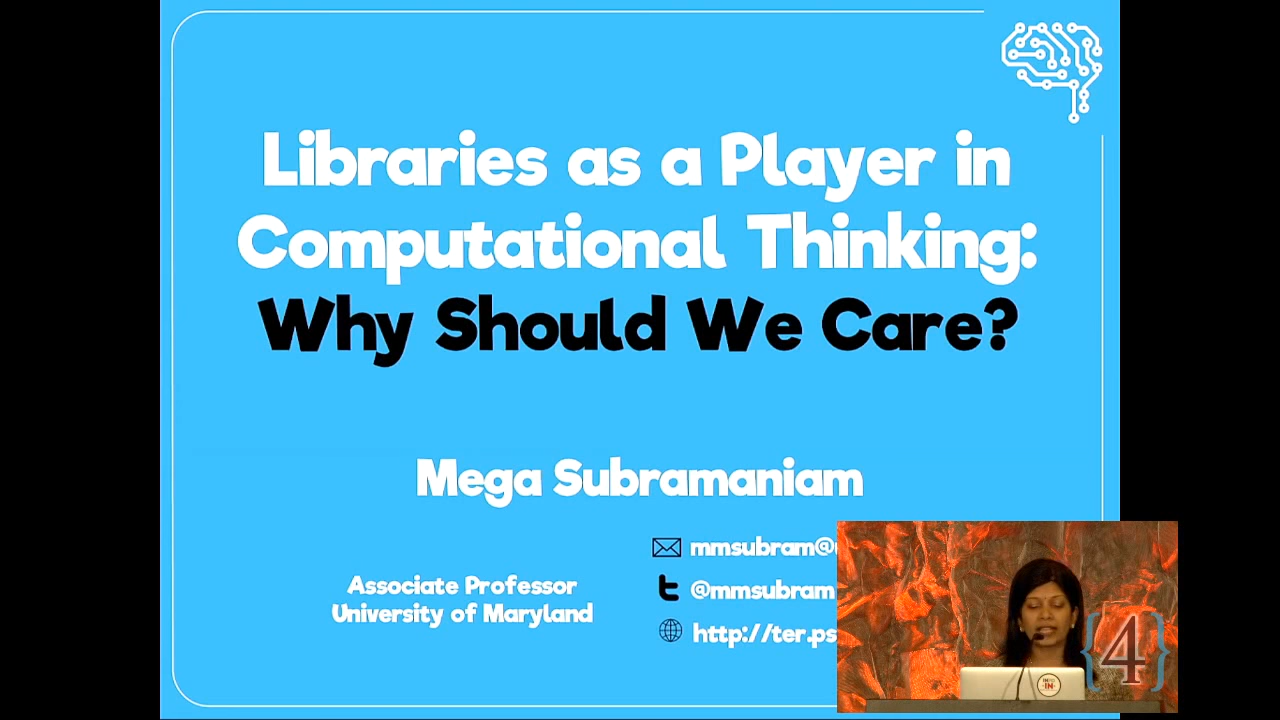 Libraries as a Player in
Computational Thinking:
Why Should We Care?
Mega Subramaniam
Associate Professor
University of Maryland
mmsubram@
@mmsubram
http://ter.ps
{4}
IN